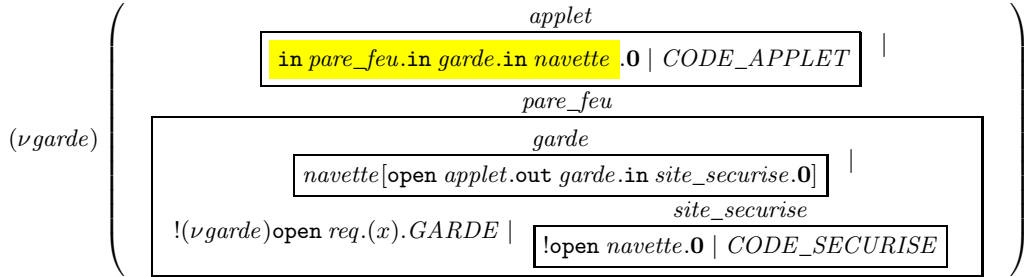 applet
in pare_feu.in garde.in navette .0 | CODE_APPLET |
pare_feu
(νgarde)
garde
navette[open applet.out garde.in site_securise.0] |
site_securise
!(νgarde)open req.(x).GARDE | !open navette.0 | CODE_SECURISE